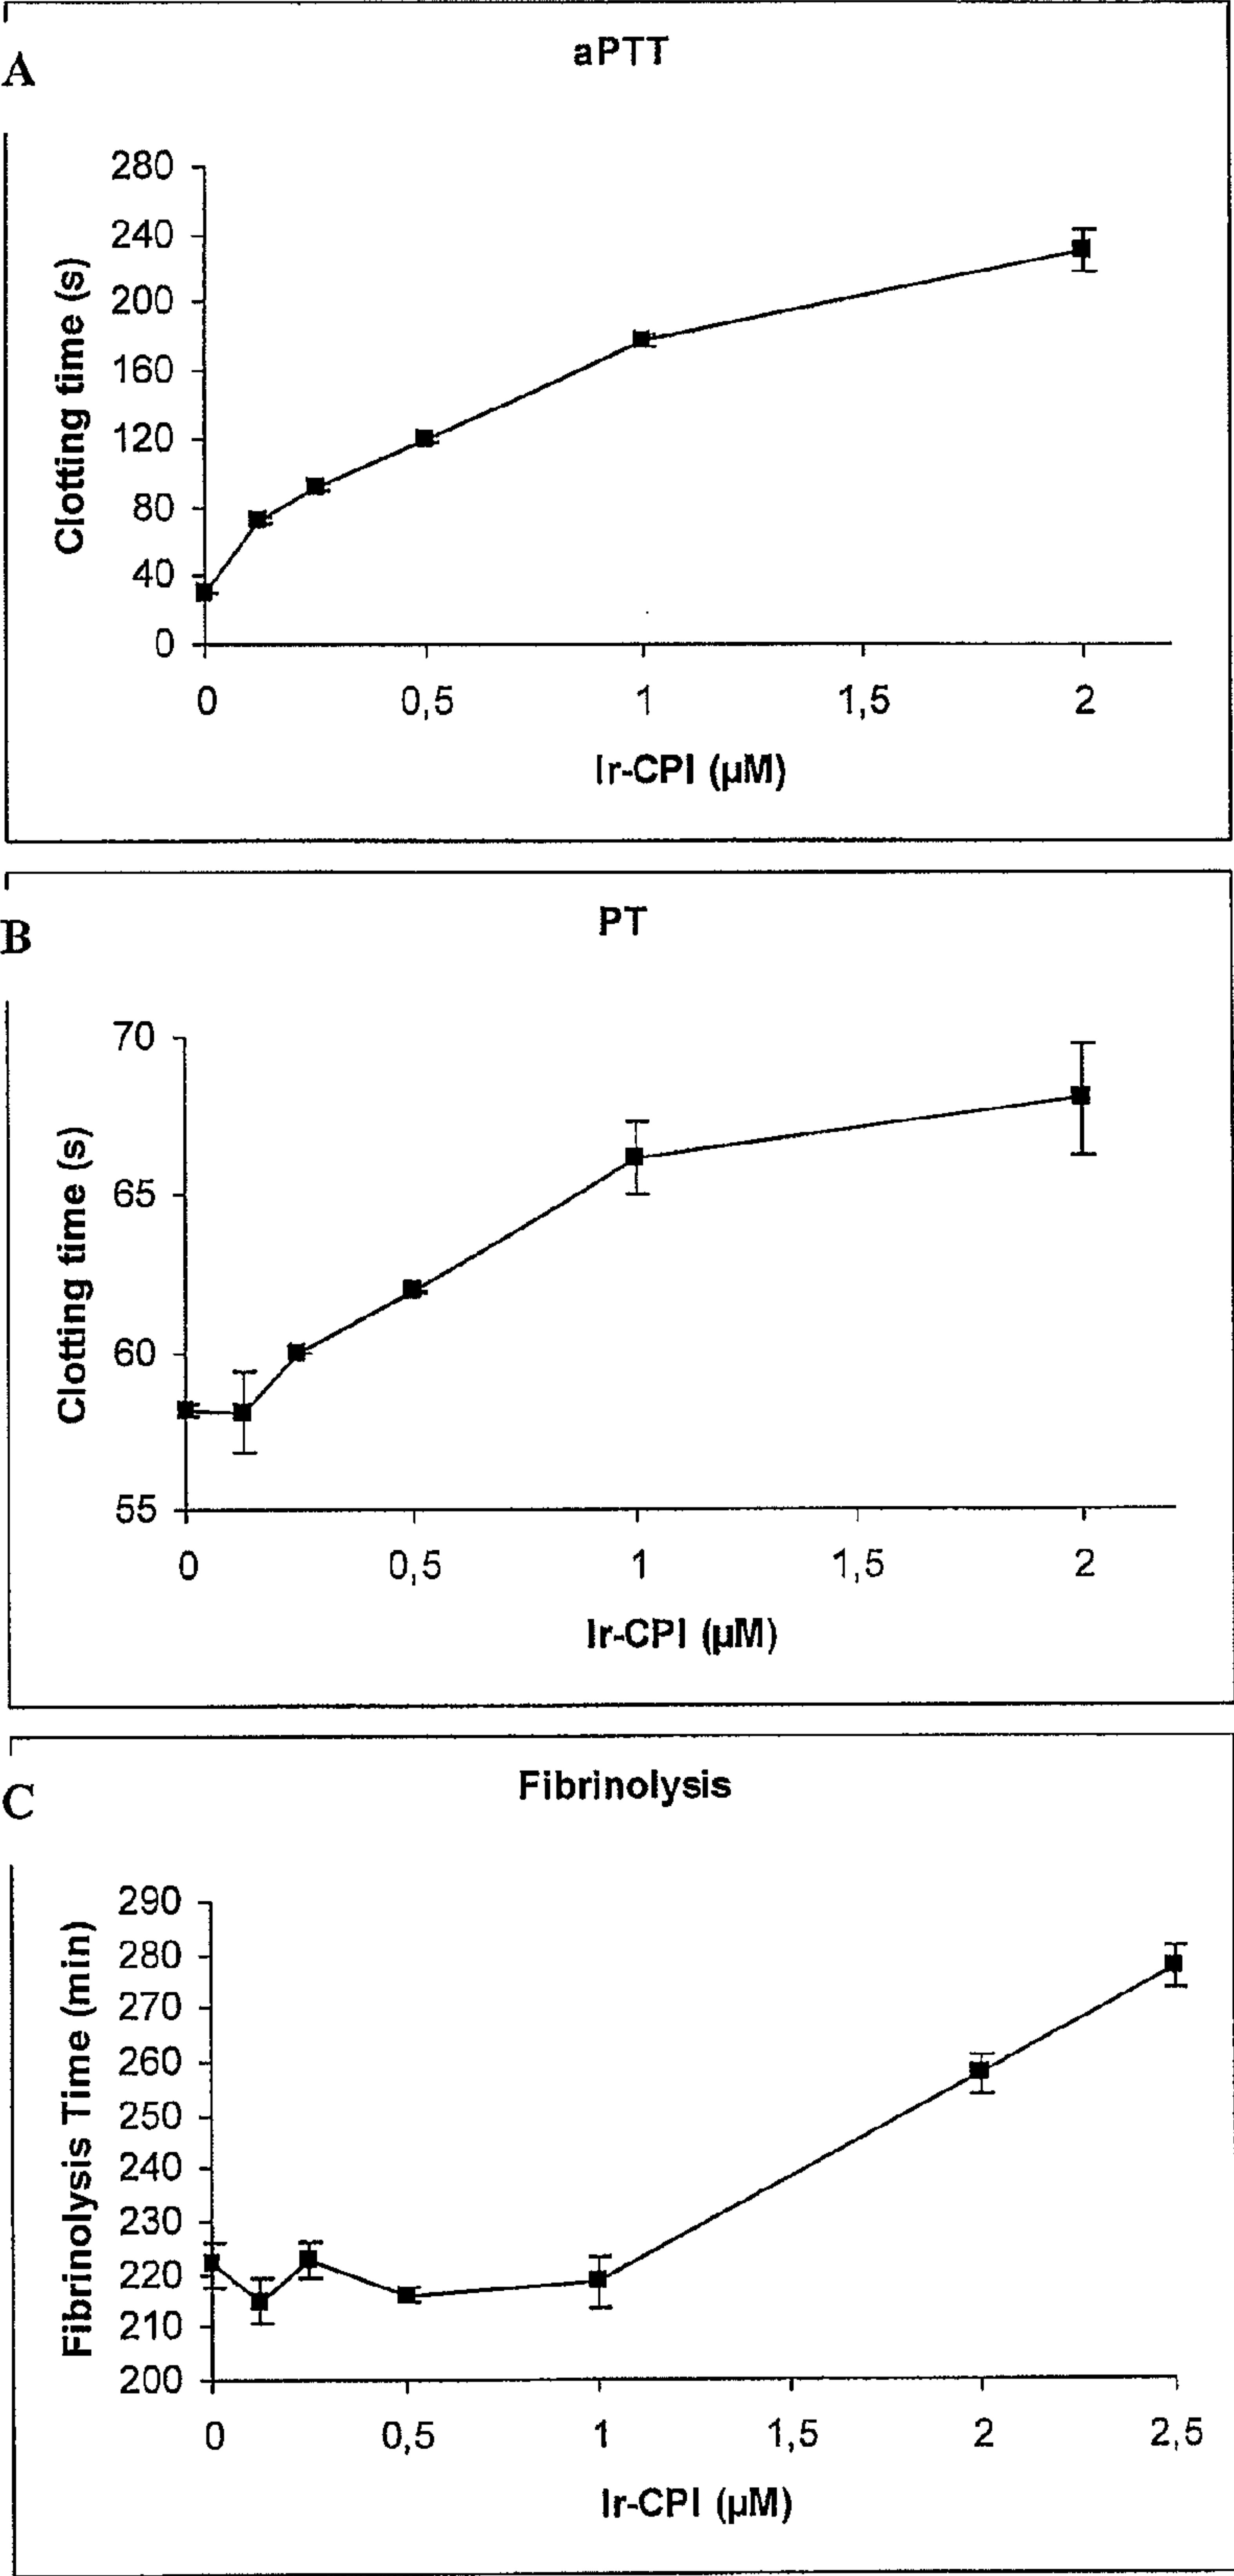 A
aPTT
280
240
200
160
120
80
40
0
Clotting time (s)
0 0,5 1 1,5 2
Ir-CPI (µM)
B
PT
70
65
60
55
Clotting time (s)
0 0,5 1 1,5 2
Ir-CPI (µM)
C
Fibrinolysis
290
280
270
260
250
240
230
220
210
200
Fibrinolysis Time (min)
0 0,5 1 1,5 2 2,5
Ir-CPI (µM)